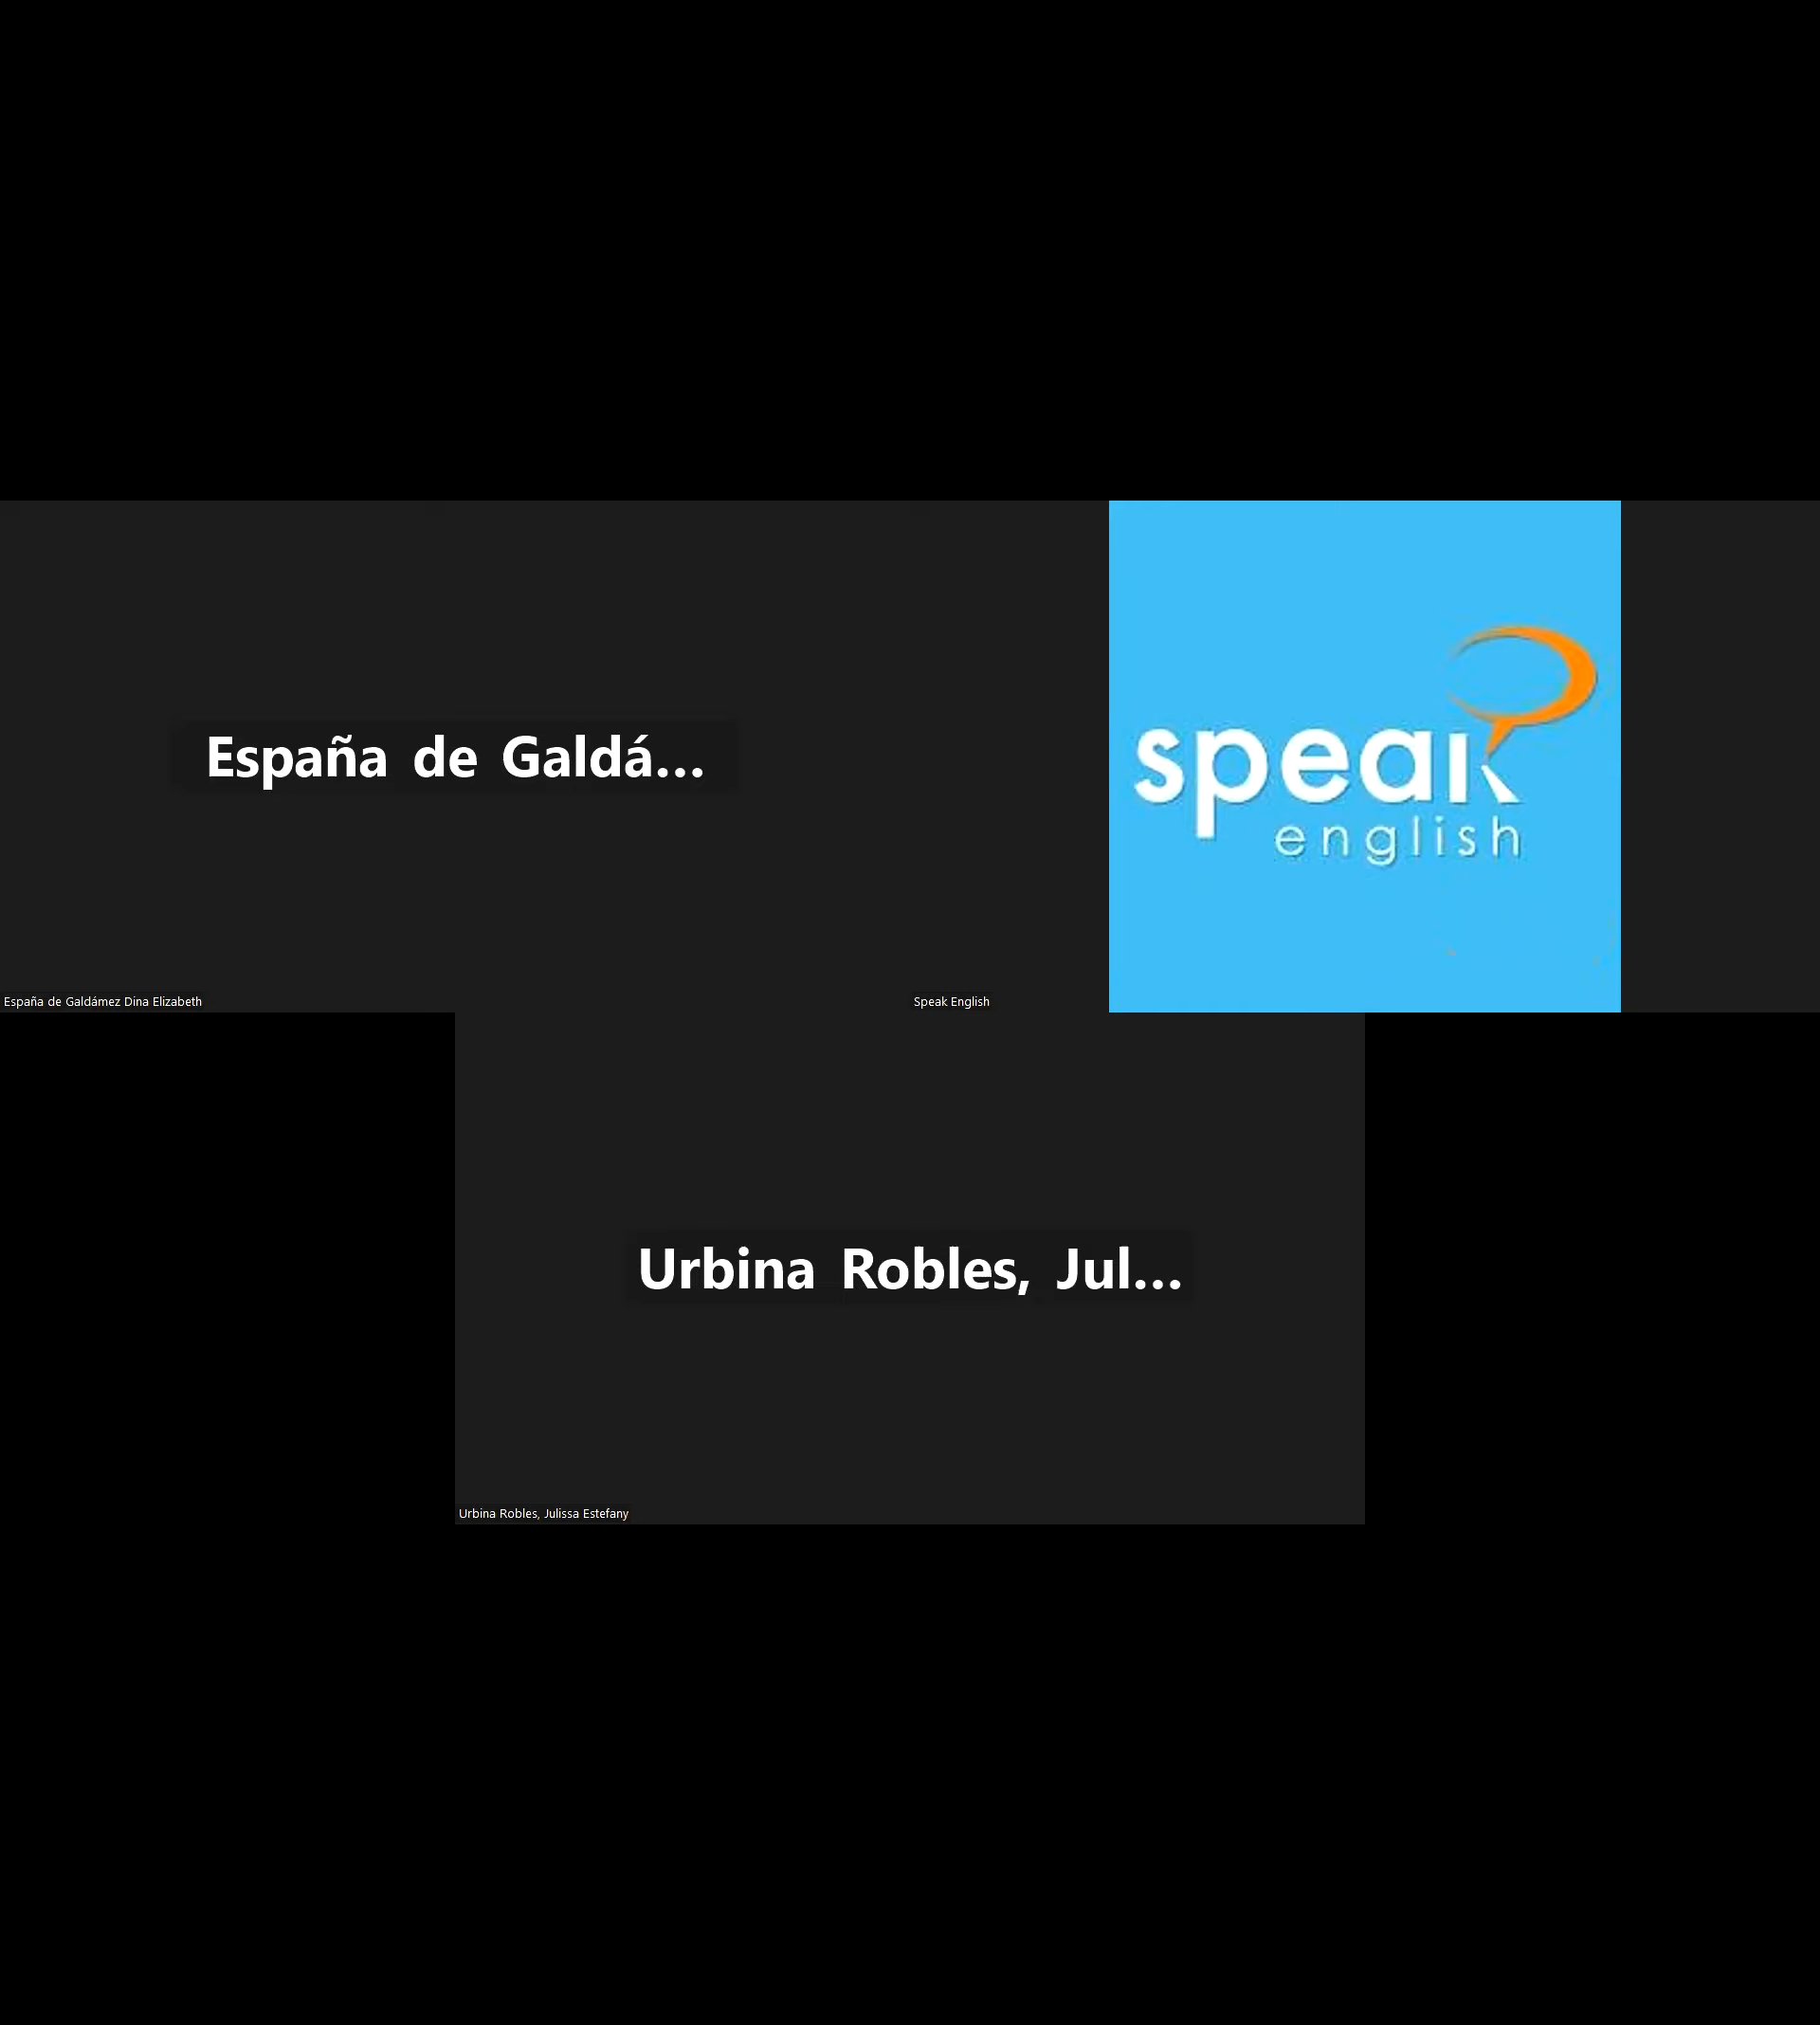 España de Galdá...
speak
english
España de Galdámez Dina Elizabeth
Speak English
Urbina Robles, Jul...
Urbina Robles, Julissa Estefany